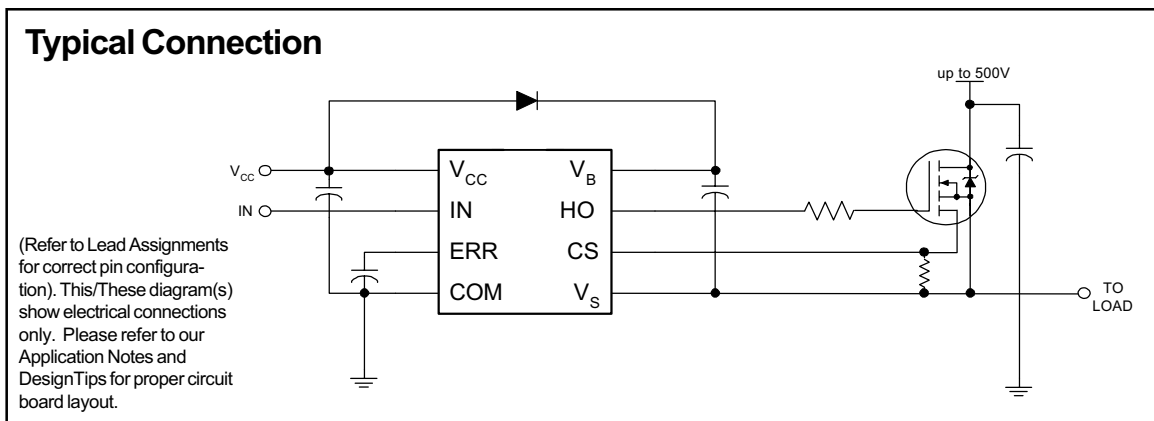 Typical Connection
up to 500V
VCC
IN
VCC
IN
ERR
COM
VB
HO
CS
VS
TO
LOAD
(Refer to Lead Assignments
for correct pin configura-
tion). This/These diagram(s)
show electrical connections
only. Please refer to our
Application Notes and
DesignTips for proper circuit
board layout.